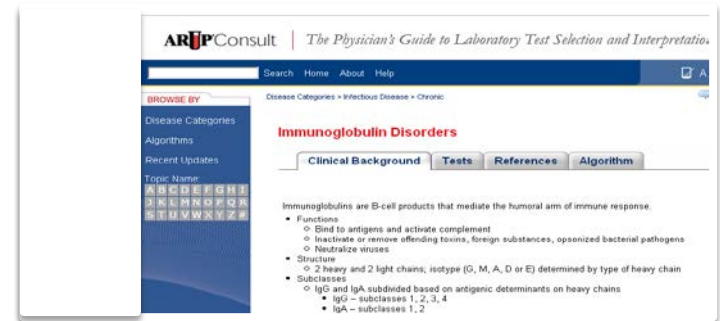 ARUP Consult | The Physician's Guide to Laboratory Test Selection and Interpretation
Search Home About Help
BROWSE BY
Disease Categories > Infectious Disease > Chronic
Disease Categories
Algorithms
Recent Updates
Topic Name:
A B C D E F G H I
J K L M N O P Q R
S T U V W X Y Z #
Immunoglobulin Disorders
Clinical Background Tests References Algorithm
Immunoglobulins are B-cell products that mediate the humoral arm of immune response.
• Functions
◦ Bind to antigens and activate complement
◦ Inactivate or remove offending toxins, foreign substances, opsonized bacterial pathogens
◦ Neutralize viruses
• Structure
◦ 2 heavy and 2 light chains; isotype (G, M, A, D or E) determined by type of heavy chain
• Subclasses
◦ IgG and IgA subdivided based on antigenic determinants on heavy chains
• IgG – subclasses 1, 2, 3, 4
• IgA – subclasses 1, 2